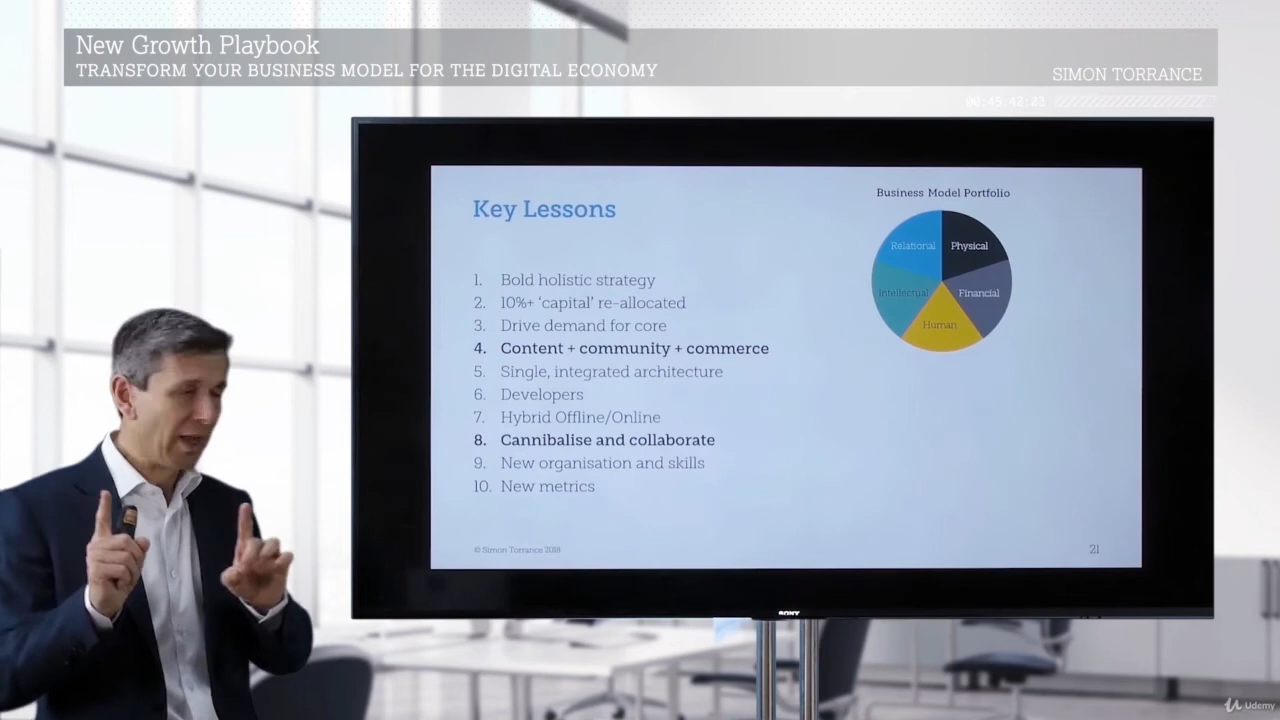 New Growth Playbook
TRANSFORM YOUR BUSINESS MODEL FOR THE DIGITAL ECONOMY
SIMON TORRANCE
Key Lessons
1. Bold holistic strategy
2. 10%+ ‘capital’ re-allocated
3. Drive demand for core
4. Content + community + commerce
5. Single, integrated architecture
6. Developers
7. Hybrid Offline/Online
8. Cannibalise and collaborate
9. New organisation and skills
10. New metrics
Business Model Portfolio
Relational
Physical
Intellectual
Financial
Human
© Simon Torrance 2018
21
SONY
Udemy